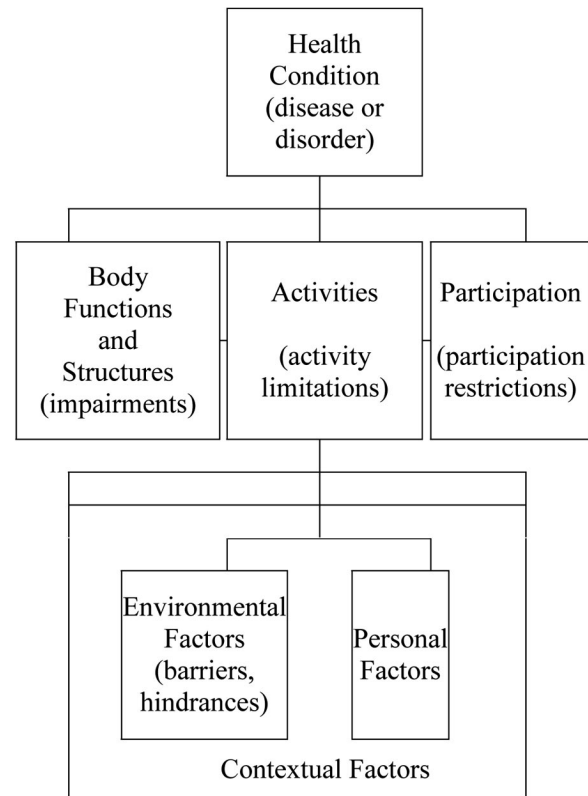 Health
Condition
(disease or
disorder)
Body
Functions
and
Structures
(impairments)
Activities
(activity
limitations)
Participation
(participation
restrictions)
Environmental
Factors
(barriers,
hindrances)
Personal
Factors
Contextual Factors